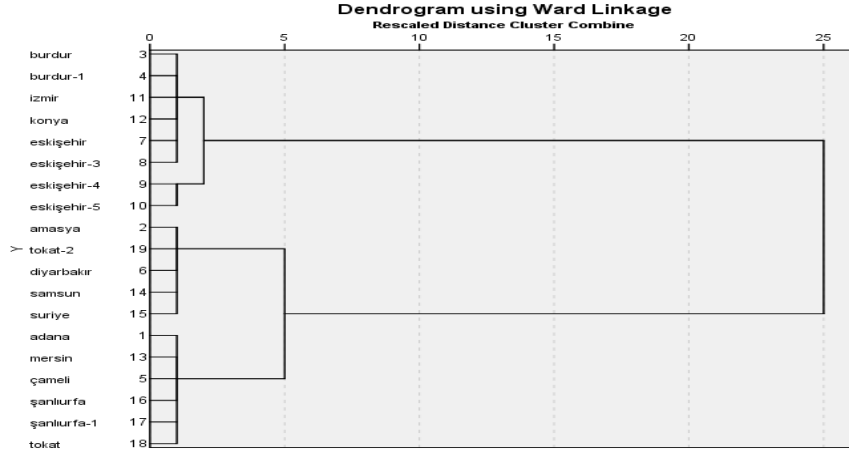 Dendrogram using Ward Linkage
Rescaled Distance Cluster Combine
0 5 10 15 20 25
burdur 3
burdur-1 4
izmir 11
konya 12
eskişehir 7
eskişehir-3 8
eskişehir-4 9
eskişehir-5 10
amasya 2
Y tokat-2 19
diyarbakır 6
samsun 14
suriye 15
adana 1
mersin 13
çameli 5
şanlıurfa 16
şanlıurfa-1 17
tokat 18